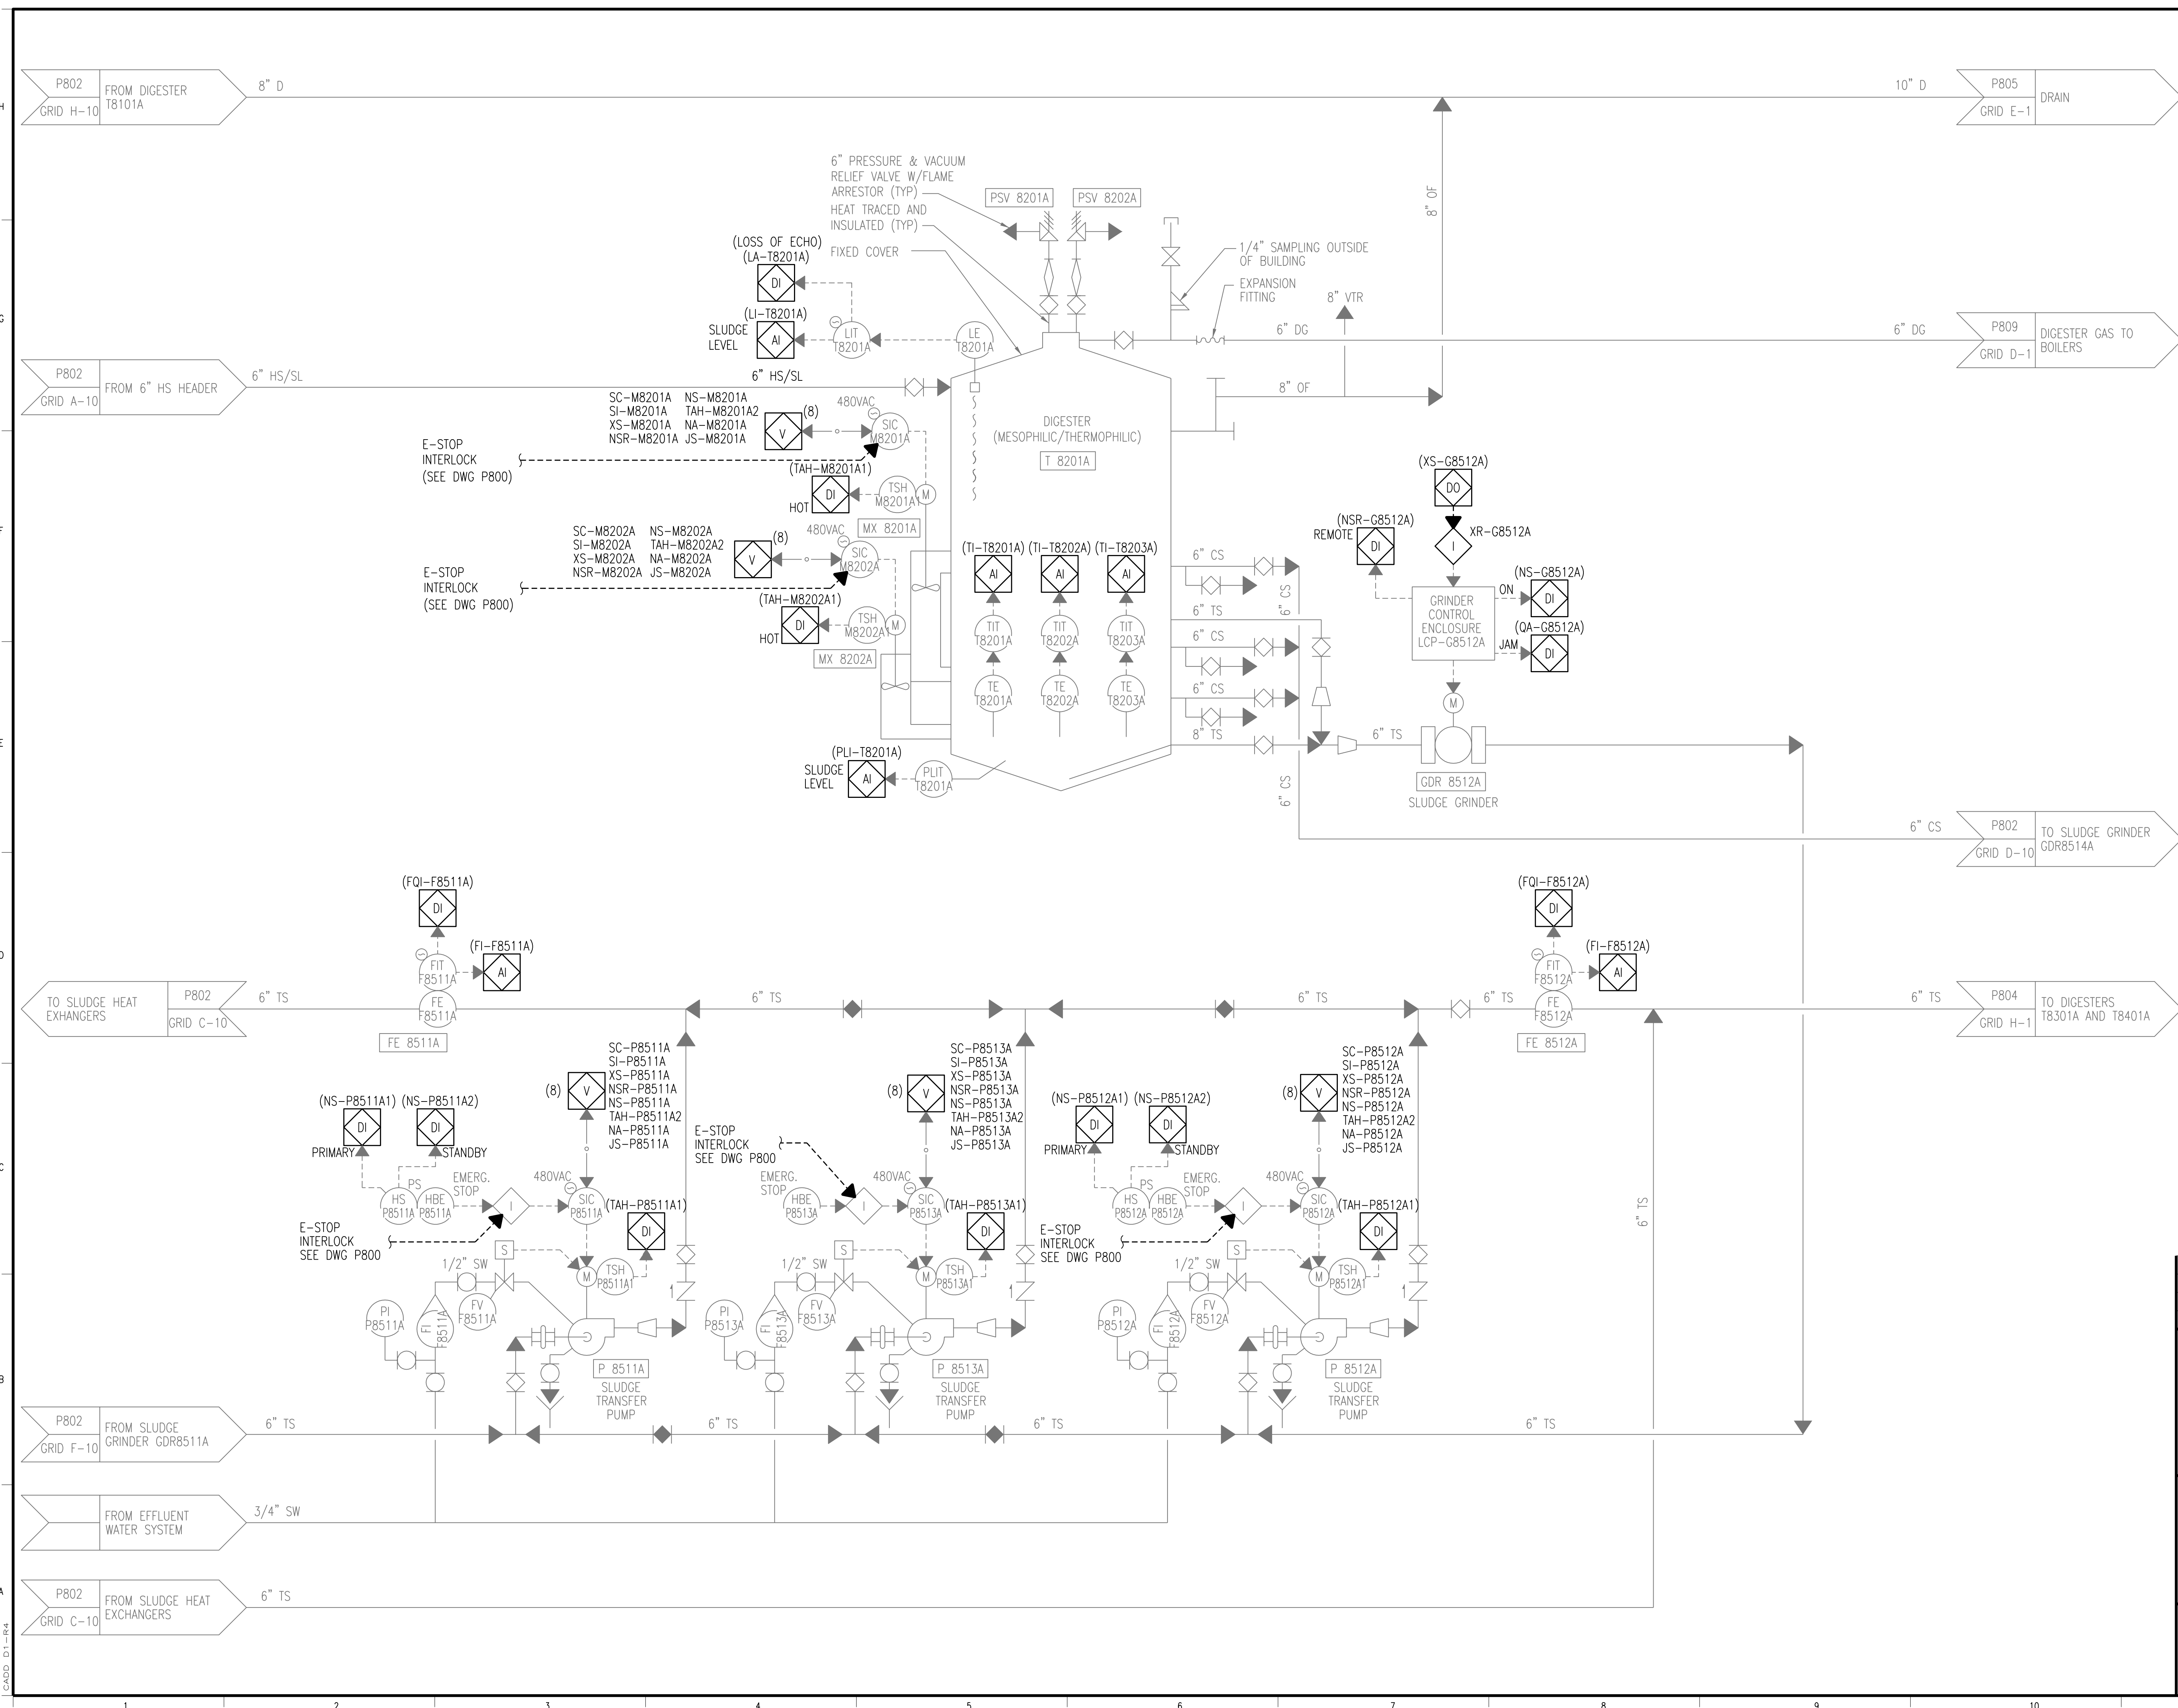 P802
GRID H-10
FROM DIGESTER
T8101A
8" D
10" D
P805
GRID E-1
DRAIN
6" PRESSURE & VACUUM
RELIEF VALVE W/FLAME
ARRESTOR (TYP)
HEAT TRACED AND
INSULATED (TYP)
FIXED COVER
PSV 8201A
PSV 8202A
8" OF
1/4" SAMPLING OUTSIDE
OF BUILDING
EXPANSION
FITTING
8" VTR
(LOSS OF ECHO)
(LA-T8201A)
DI
(LI-T8201A)
SLUDGE
LEVEL
AI
LIT
T8201A
LE
T8201A
6" DG
6" DG
P809
GRID D-1
DIGESTER GAS TO
BOILERS
P802
GRID A-10
FROM 6" HS HEADER
6" HS/SL
6" HS/SL
8" OF
SC-M8201A NS-M8201A
SI-M8201A TAH-M8201A2
XS-M8201A NA-M8201A
NSR-M8201A JS-M8201A
(8)
V
480VAC
SIC
M8201A
DIGESTER
(MESOPHILIC/THERMOPHILIC)
T 8201A
E-STOP
INTERLOCK
(SEE DWG P800)
(TAH-M8201A1)
HOT
DI
TSH
M8201A1
M
MX 8201A
SC-M8202A NS-M8202A
SI-M8202A TAH-M8202A2
XS-M8202A NA-M8202A
NSR-M8202A JS-M8202A
(8)
V
480VAC
SIC
M8202A
E-STOP
INTERLOCK
(SEE DWG P800)
(TAH-M8202A1)
HOT
DI
TSH
M8202A1
M
MX 8202A
(TI-T8201A) (TI-T8202A) (TI-T8203A)
AI
AI
AI
TIT
T8201A
TIT
T8202A
TIT
T8203A
TE
T8201A
TE
T8202A
TE
T8203A
6" CS
6" CS
6" TS
6" CS
6" CS
8" TS
6" TS
6" CS
(XS-G8512A)
DO
(NSR-G8512A)
REMOTE
DI
I
XR-G8512A
GRINDER
CONTROL
ENCLOSURE
LCP-G8512A
ON
(NS-G8512A)
DI
JAM
(QA-G8512A)
DI
M
GDR 8512A
SLUDGE GRINDER
(PLI-T8201A)
SLUDGE
LEVEL
AI
PLIT
T8201A
6" CS
P802
GRID D-10
TO SLUDGE GRINDER
GDR8514A
(FQI-F8511A)
DI
(FI-F8511A)
AI
FIT
F8511A
FE
F8511A
FE 8511A
(FQI-F8512A)
DI
(FI-F8512A)
AI
FIT
F8512A
FE
F8512A
FE 8512A
TO SLUDGE HEAT
EXHANGERS
P802
GRID C-10
6" TS
6" TS
6" TS
6" TS
6" TS
P804
GRID H-1
TO DIGESTERS
T8301A AND T8401A
SC-P8511A
SI-P8511A
XS-P8511A
NSR-P8511A
NS-P8511A
TAH-P8511A2
NA-P8511A
JS-P8511A
(8)
V
(NS-P8511A1) (NS-P8511A2)
DI
DI
PRIMARY
STANDBY
PS
HS
P8511A
HBE
P8511A
EMERG.
STOP
I
480VAC
SIC
P8511A
(TAH-P8511A1)
DI
E-STOP
INTERLOCK
SEE DWG P800
S
M
TSH
P8511A1
1/2" SW
PI
P8511A
FI
F8511A
FV
F8511A
P 8511A
SLUDGE
TRANSFER
PUMP
SC-P8513A
SI-P8513A
XS-P8513A
NSR-P8513A
NS-P8513A
TAH-P8513A2
NA-P8513A
JS-P8513A
(8)
V
E-STOP
INTERLOCK
SEE DWG P800
EMERG.
STOP
HBE
P8513A
I
480VAC
SIC
P8513A
(TAH-P8513A1)
DI
S
M
TSH
P8513A1
1/2" SW
PI
P8513A
FI
F8513A
FV
F8513A
P 8513A
SLUDGE
TRANSFER
PUMP
SC-P8512A
SI-P8512A
XS-P8512A
NSR-P8512A
NS-P8512A
TAH-P8512A2
NA-P8512A
JS-P8512A
(8)
V
(NS-P8512A1) (NS-P8512A2)
DI
DI
PRIMARY
STANDBY
PS
HS
P8512A
HBE
P8512A
EMERG.
STOP
I
480VAC
SIC
P8512A
(TAH-P8512A1)
DI
E-STOP
INTERLOCK
SEE DWG P800
S
M
TSH
P8512A1
1/2" SW
PI
P8512A
FI
F8512A
FV
F8512A
P 8512A
SLUDGE
TRANSFER
PUMP
6" TS
P802
GRID F-10
FROM SLUDGE
GRINDER GDR8511A
6" TS
6" TS
6" TS
6" TS
FROM EFFLUENT
WATER SYSTEM
3/4" SW
P802
GRID C-10
FROM SLUDGE HEAT
EXCHANGERS
6" TS
CADD D1-R4
H
G
F
E
D
C
B
A
1 2 3 4 5 6 7 8 9 10